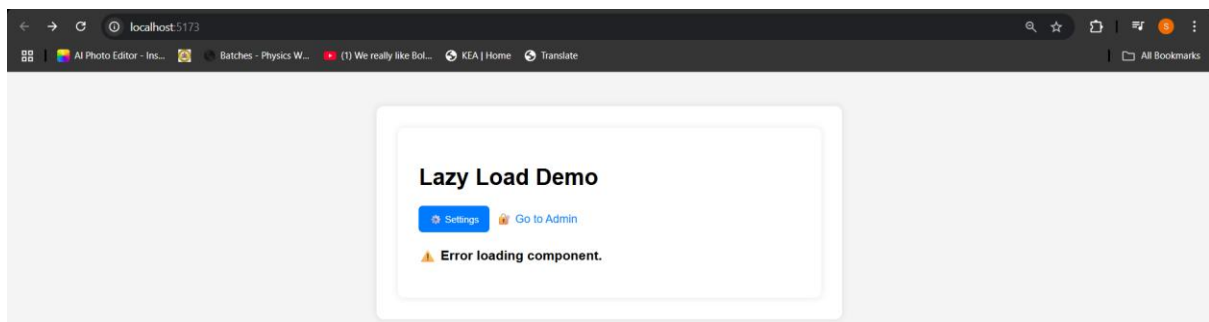 localhost:5173
AI Photo Editor - Ins... Batches - Physics W... (1) We really like Bol... KEA | Home Translate All Bookmarks
Lazy Load Demo
Settings Go to Admin
Error loading component.